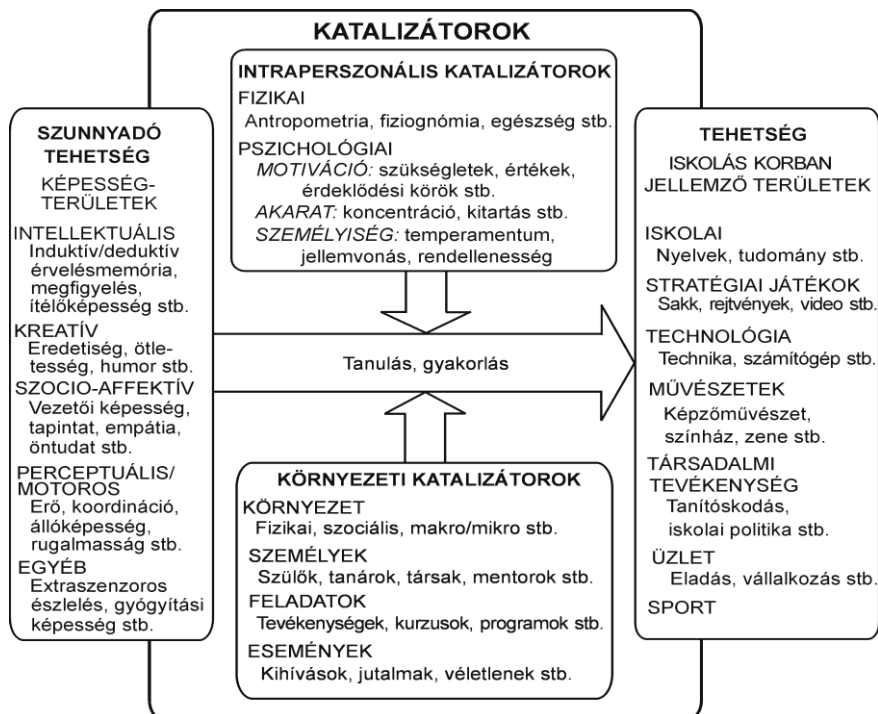 KATALIZÁTOROK
INTRAPERSZONÁLIS KATALIZÁTOROK
FIZIKAI
Antropometria, fiziognómia, egészség stb.
PSZICHOLÓGIAI
MOTIVÁCIÓ: szükségletek, értékek,
érdeklődési körök stb.
AKARAT: koncentráció, kitartás stb.
SZEMÉLYISÉG: temperamentum,
jellemvonás, rendellenesség
SZUNNYADÓ
TEHETSÉG
KÉPESSÉG-
TERÜLETEK
INTELLEKTUÁLIS
Induktív/deduktív
érvelésmemória,
megfigyelés,
ítélőképesség stb.
KREATÍV
Eredetiség, ötle-
tesség, humor stb.
SZOCIO-AFFEKTÍV
Vezetői képesség,
tapintat, empátia,
öntudat stb.
PERCEPTUÁLIS/
MOTOROS
Erő, koordináció,
állóképesség,
rugalmasság stb.
EGYÉB
Extraszenzoros
észlelés, gyógyítási
képesség stb.
Tanulás, gyakorlás
KÖRNYEZETI KATALIZÁTOROK
KÖRNYEZET
Fizikai, szociális, makro/mikro stb.
SZEMÉLYEK
Szülők, tanárok, társak, mentorok stb.
FELADATOK
Tevékenységek, kurzusok, programok stb.
ESEMÉNYEK
Kihívások, jutalmak, véletlenek stb.
TEHETSÉG
ISKOLÁS KORBAN
JELLEMZŐ TERÜLETEK
ISKOLAI
Nyelvek, tudomány stb.
STRATÉGIAI JÁTÉKOK
Sakk, rejtvények, video stb.
TECHNOLÓGIA
Technika, számítógép stb.
MŰVÉSZETEK
Képzőművészet,
színház, zene stb.
TÁRSADALMI
TEVÉKENYSÉG
Tanítóskodás,
iskolai politika stb.
ÜZLET
Eladás, vállalkozás stb.
SPORT